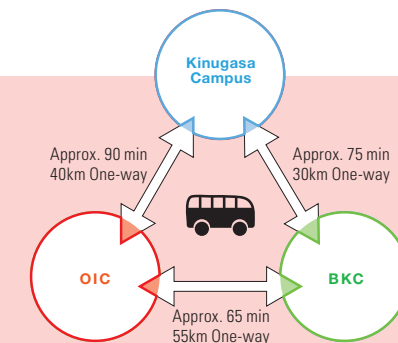 Kinugasa
Campus
Approx. 90 min
40km One-way
Approx. 75 min
30km One-way
OIC
BKC
Approx. 65 min
55km One-way